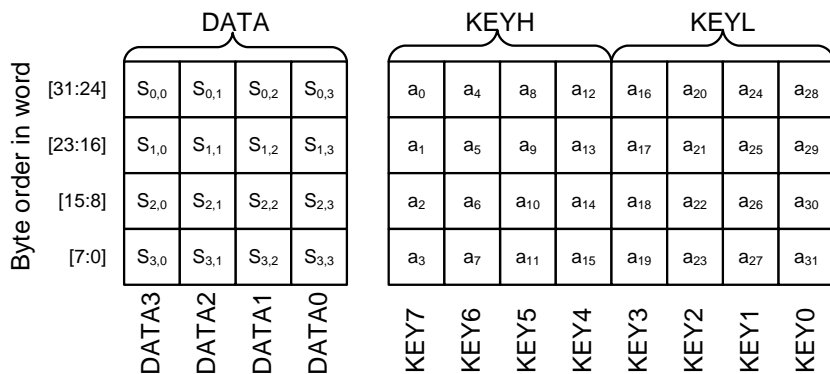 DATA KEYH KEYL
[31:24] S0,0 S0,1 S0,2 S0,3 a0 a4 a8 a12 a16 a20 a24 a28
[23:16] S1,0 S1,1 S1,2 S1,3 a1 a5 a9 a13 a17 a21 a25 a29
[15:8] S2,0 S2,1 S2,2 S2,3 a2 a6 a10 a14 a18 a22 a26 a30
[7:0] S3,0 S3,1 S3,2 S3,3 a3 a7 a11 a15 a19 a23 a27 a31
Byte order in word
DATA3 DATA2 DATA1 DATA0 KEY7 KEY6 KEY5 KEY4 KEY3 KEY2 KEY1 KEY0